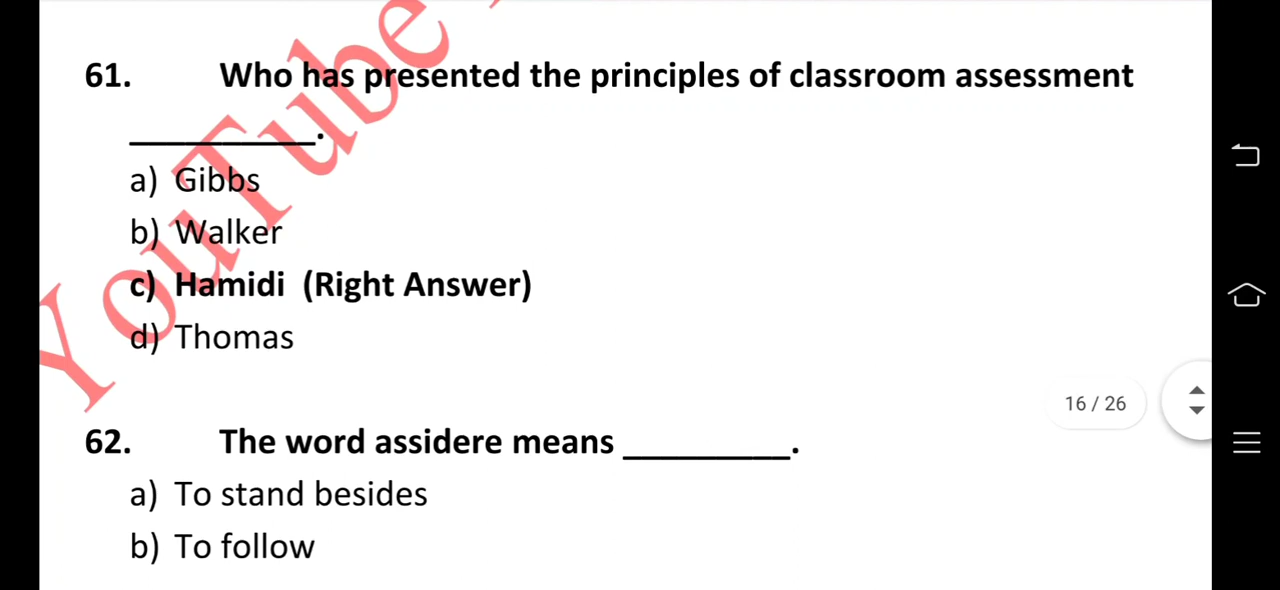 61. Who has presented the principles of classroom assessment
__________.
a) Gibbs
b) Walker
c) Hamidi (Right Answer)
d) Thomas
16 / 26
62. The word assidere means _________.
a) To stand besides
b) To follow
YouTube